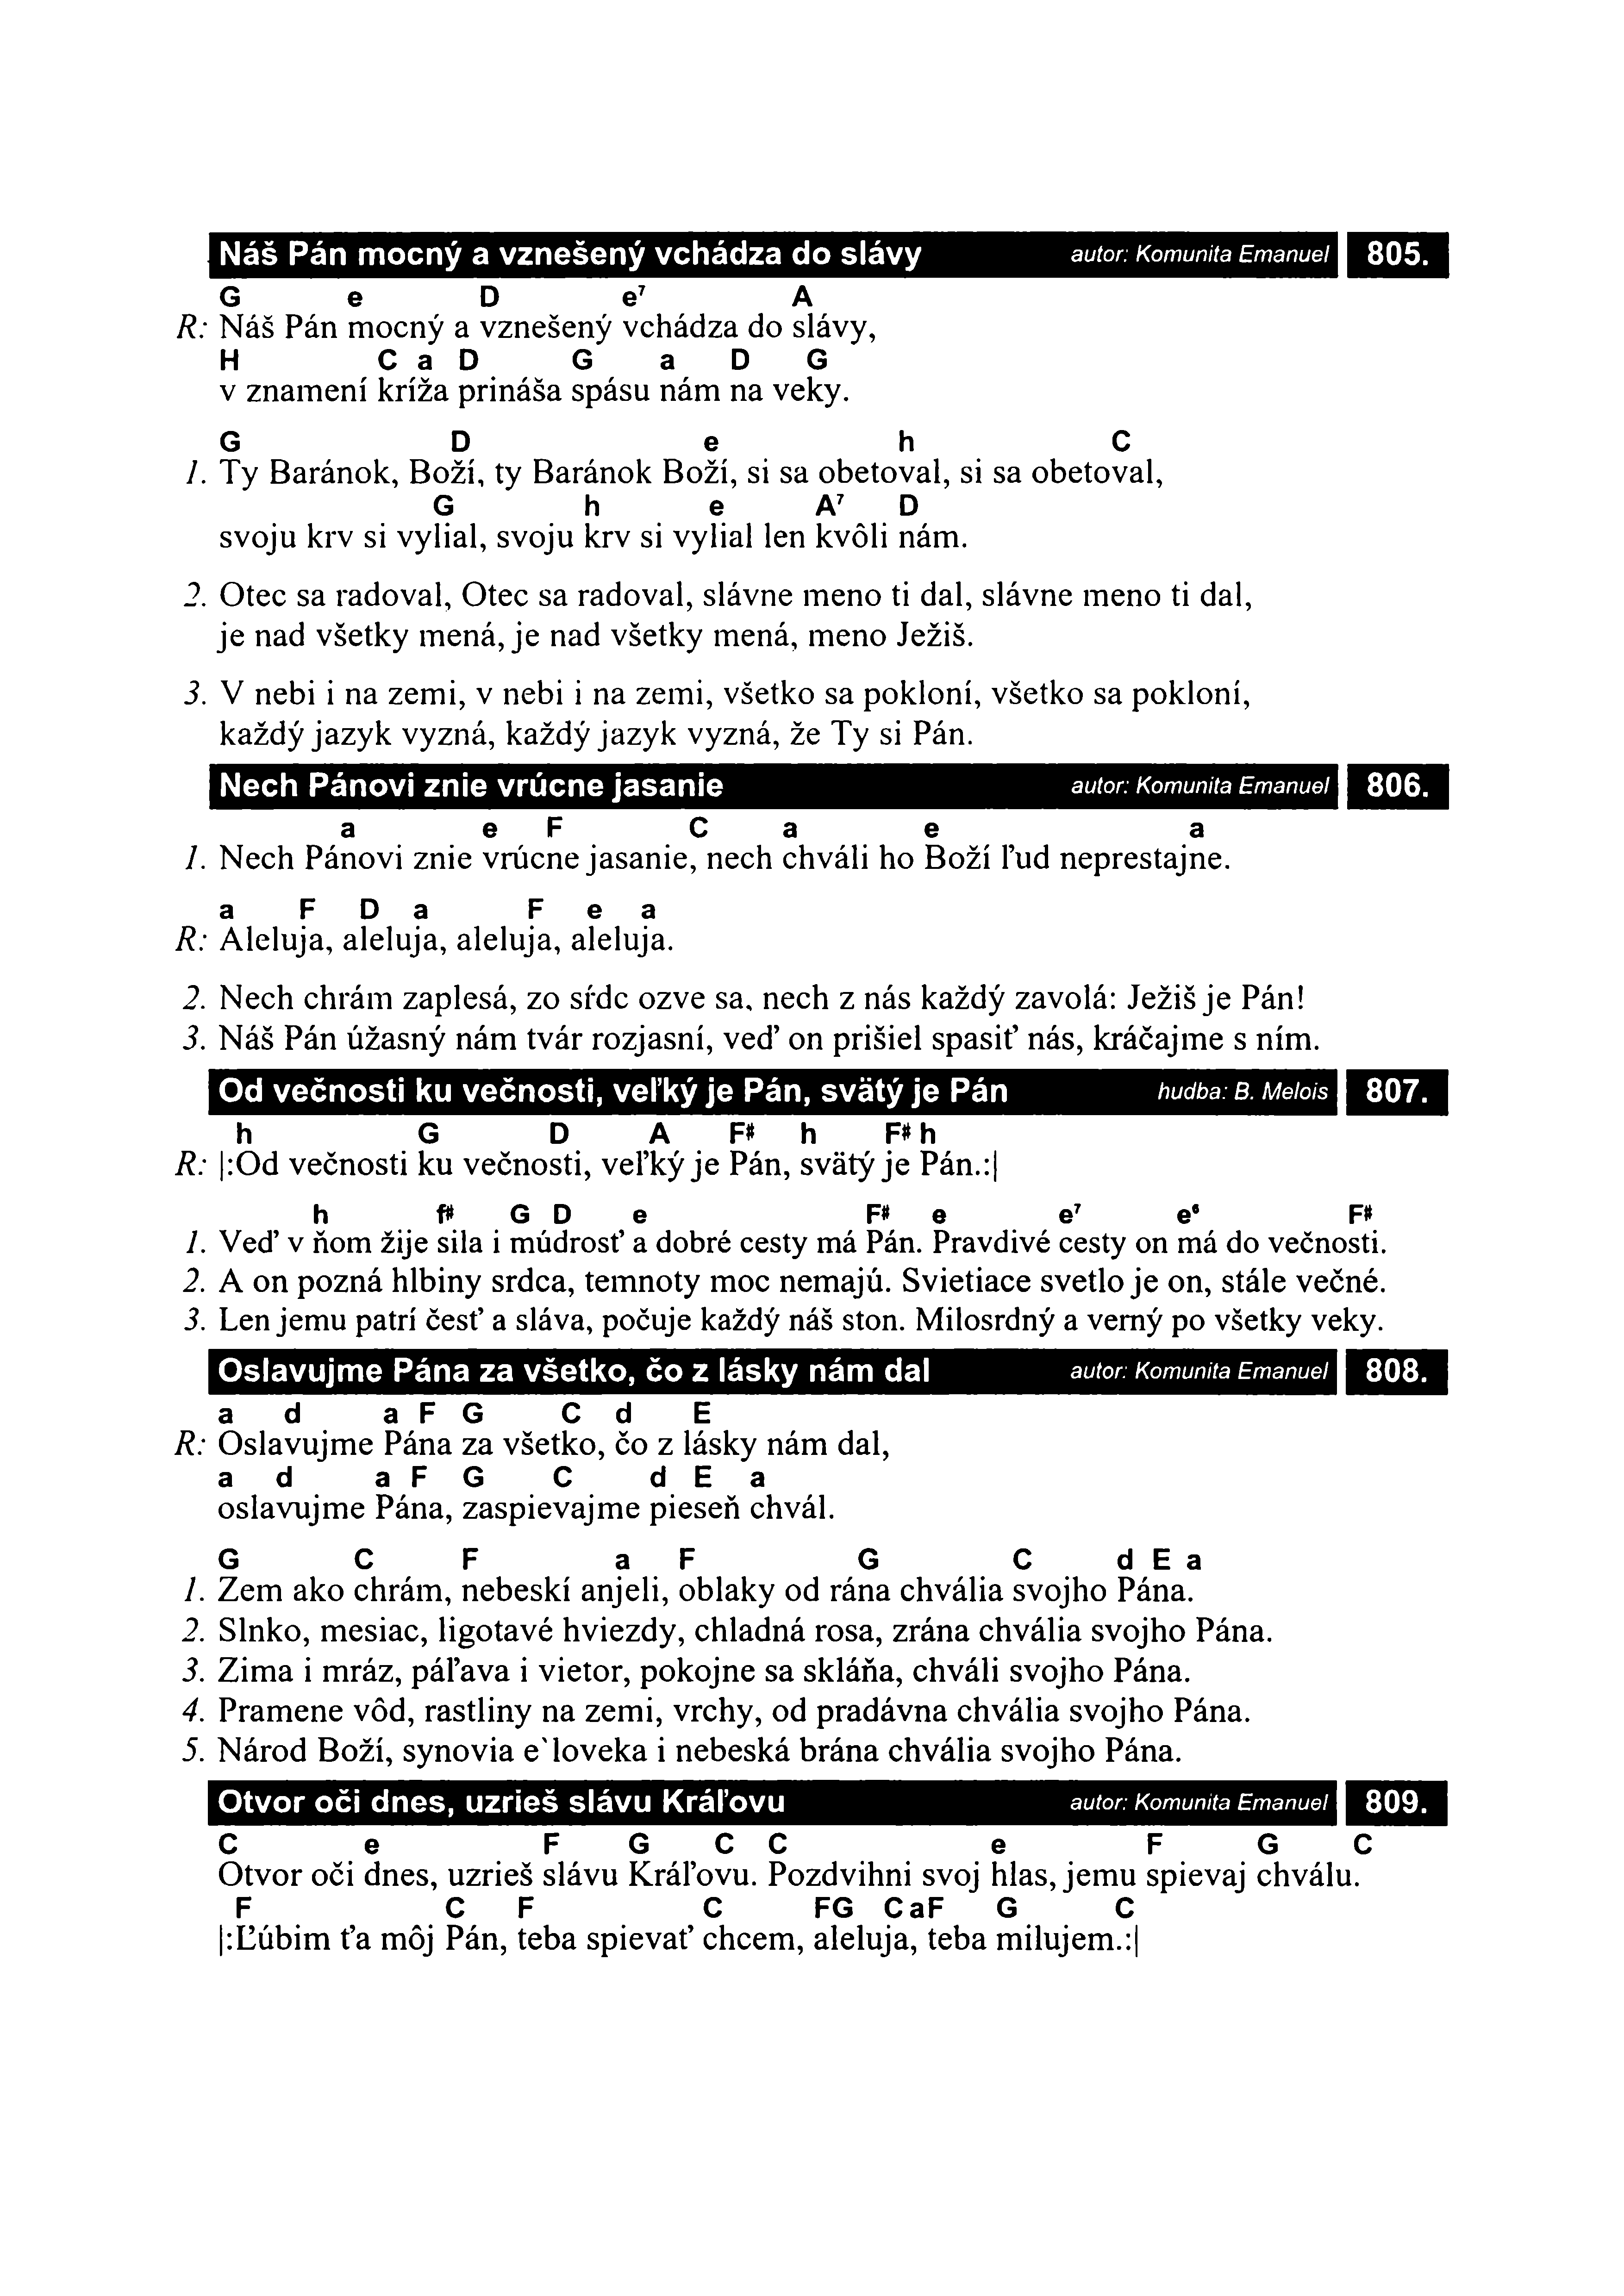 Náš Pán mocný a vznešený vchádza do slávy autor: Komunita Emanuel 805.
G e D e⁷ A
R: Náš Pán mocný a vznešený vchádza do slávy,
H C a D G a D G
v znamení kríža prináša spásu nám na veky.
G D e h C
1. Ty Baránok, Boží, ty Baránok Boží, si sa obetoval, si sa obetoval,
G h e A⁷ D
svoju krv si vylial, svoju krv si vylial len kvôli nám.
2. Otec sa radoval, Otec sa radoval, slávne meno ti dal, slávne meno ti dal,
je nad všetky mená, je nad všetky mená, meno Ježiš.
3. V nebi i na zemi, v nebi i na zemi, všetko sa pokloní, všetko sa pokloní,
každý jazyk vyzná, každý jazyk vyzná, že Ty si Pán.
Nech Pánovi znie vrúcne jasanie autor: Komunita Emanuel 806.
a e F C a e a
1. Nech Pánovi znie vrúcne jasanie, nech chváli ho Boží ľud neprestajne.
a F D a F e a
R: Aleluja, aleluja, aleluja, aleluja.
2. Nech chrám zaplesá, zo sŕdc ozve sa, nech z nás každý zavolá: Ježiš je Pán!
3. Náš Pán úžasný nám tvár rozjasní, veď on prišiel spasiť nás, kráčajme s ním.
Od večnosti ku večnosti, veľký je Pán, svätý je Pán hudba: B. Melois 807.
h G D A F# h F# h
R: |:Od večnosti ku večnosti, veľký je Pán, svätý je Pán.:|
h f# G D e F# e e⁷ e⁶ F#
1. Veď v ňom žije sila i múdrosť a dobré cesty má Pán. Pravdivé cesty on má do večnosti.
2. A on pozná hlbiny srdca, temnoty moc nemajú. Svietiace svetlo je on, stále večné.
3. Len jemu patrí česť a sláva, počuje každý náš ston. Milosrdný a verný po všetky veky.
Oslavujme Pána za všetko, čo z lásky nám dal autor: Komunita Emanuel 808.
a d a F G C d E
R: Oslavujme Pána za všetko, čo z lásky nám dal,
a d a F G C d E a
oslavujme Pána, zaspievajme pieseň chvál.
G C F a F G C d E a
1. Zem ako chrám, nebeskí anjeli, oblaky od rána chvália svojho Pána.
2. Slnko, mesiac, ligotavé hviezdy, chladná rosa, zrána chvália svojho Pána.
3. Zima i mráz, páľava i vietor, pokojne sa skláňa, chváli svojho Pána.
4. Pramene vôd, rastliny na zemi, vrchy, od pradávna chvália svojho Pána.
5. Národ Boží, synovia e`loveka i nebeská brána chvália svojho Pána.
Otvor oči dnes, uzrieš slávu Kráľovu autor: Komunita Emanuel 809.
C e F G C C e F G C
Otvor oči dnes, uzrieš slávu Kráľovu. Pozdvihni svoj hlas, jemu spievaj chválu.
F C F C FG CaF G C
|:Ľúbim ťa môj Pán, teba spievať chcem, aleluja, teba milujem.:|